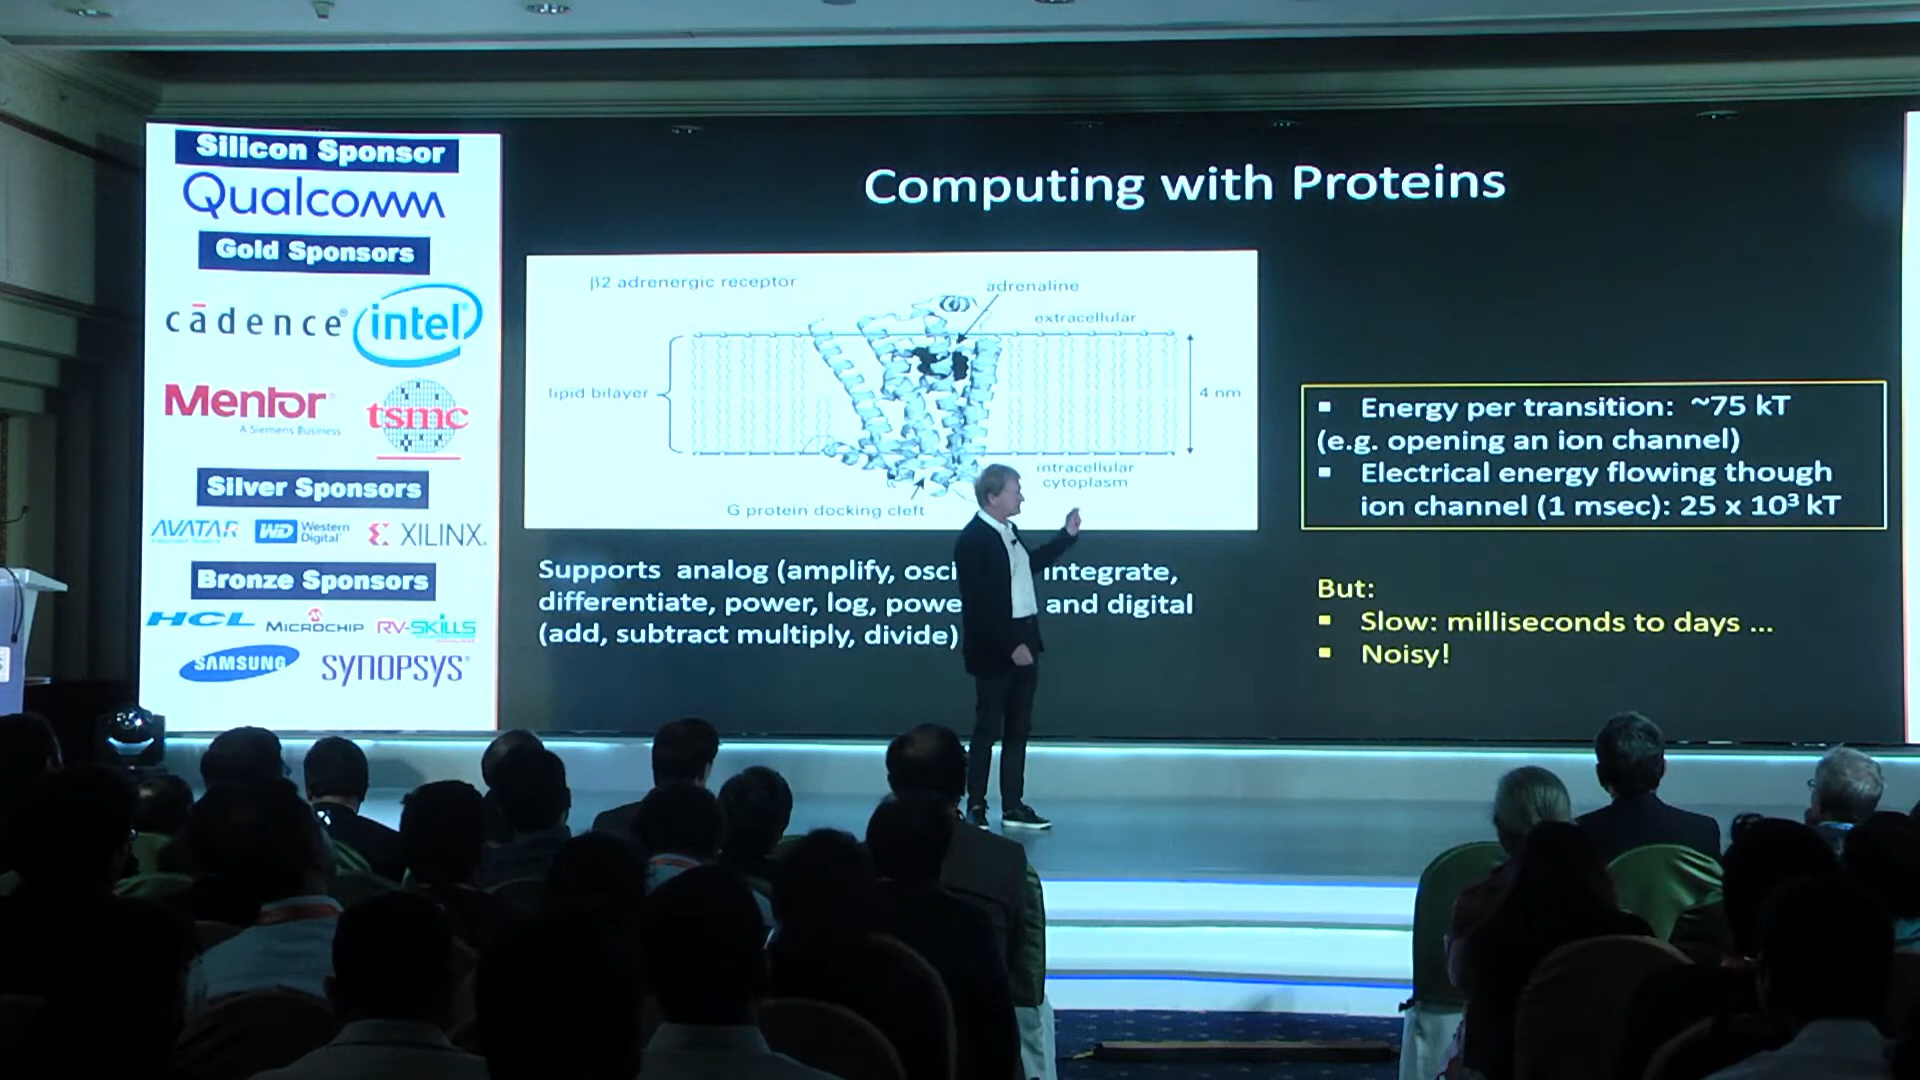 Silicon Sponsor
Qualcomm
Gold Sponsors
cādence®
intel®
Mentor
A Siemens Business
tsmc
Silver Sponsors
AVATAR
WD Western
Digital
XILINX
Bronze Sponsors
HCL
MICROCHIP
RV-SKILLS
SAMSUNG
SYNOPSYS®
Computing with Proteins
β2 adrenergic receptor
adrenaline
extracellular
lipid bilayer
4 nm
intracellular
cytoplasm
G protein docking cleft
Supports analog (amplify, osci integrate,
differentiate, power, log, powe and digital
(add, subtract multiply, divide)
▪ Energy per transition: ~75 kT
(e.g. opening an ion channel)
▪ Electrical energy flowing though
ion channel (1 msec): 25 x 10³ kT
But:
▪ Slow: milliseconds to days ...
▪ Noisy!